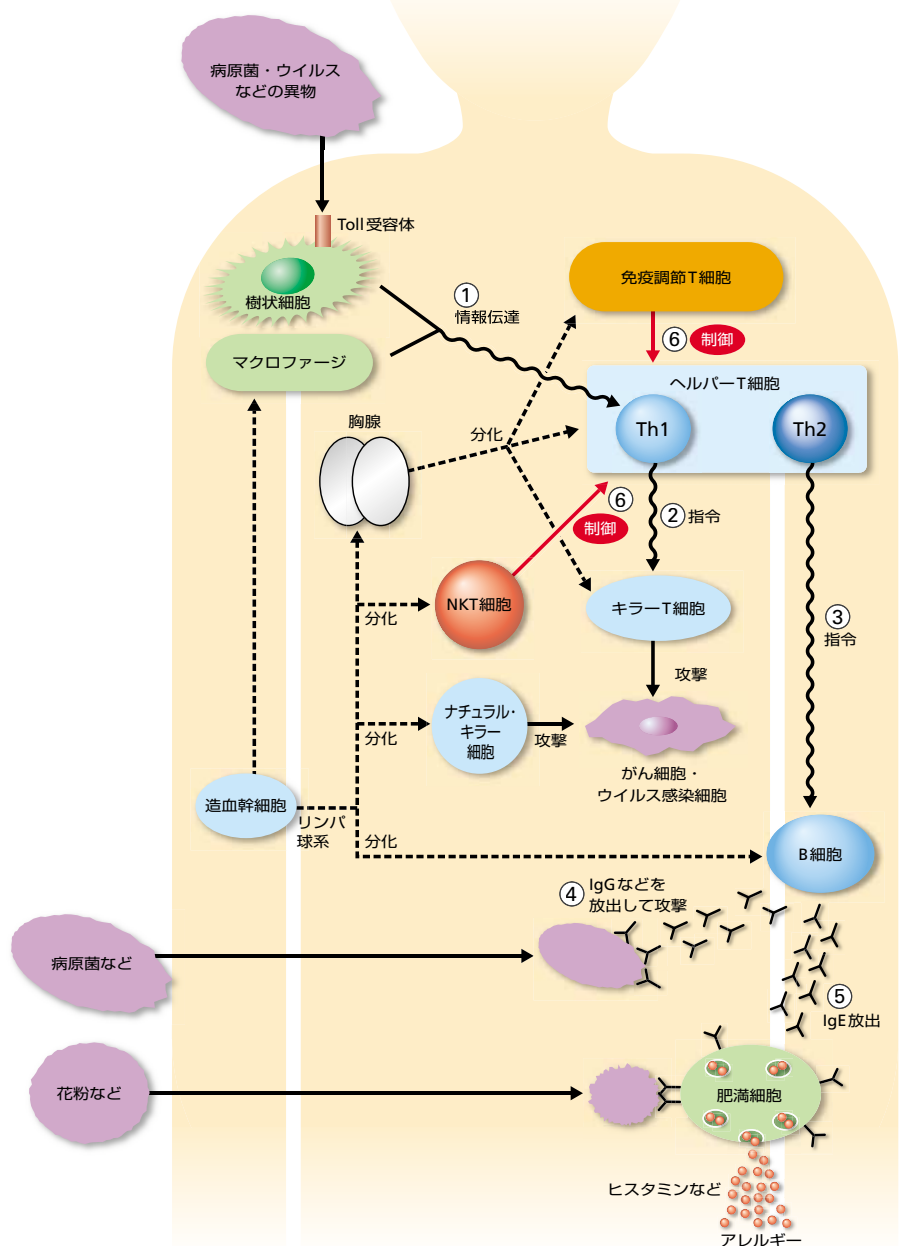 病原菌・ウイルス
などの異物
Toll受容体
樹状細胞
マクロファージ
①
情報伝達
免疫調節T細胞
⑥ 制御
ヘルパーT細胞
Th1
Th2
胸腺
分化
⑥
制御
② 指令
NKT細胞
分化
キラーT細胞
③
指令
攻撃
ナチュラル・
キラー
細胞
分化
攻撃
がん細胞・
ウイルス感染細胞
造血幹細胞
リンパ
球系
分化
B細胞
④ IgGなどを
放出して攻撃
病原菌など
⑤
IgE放出
花粉など
肥満細胞
ヒスタミンなど
アレルギー